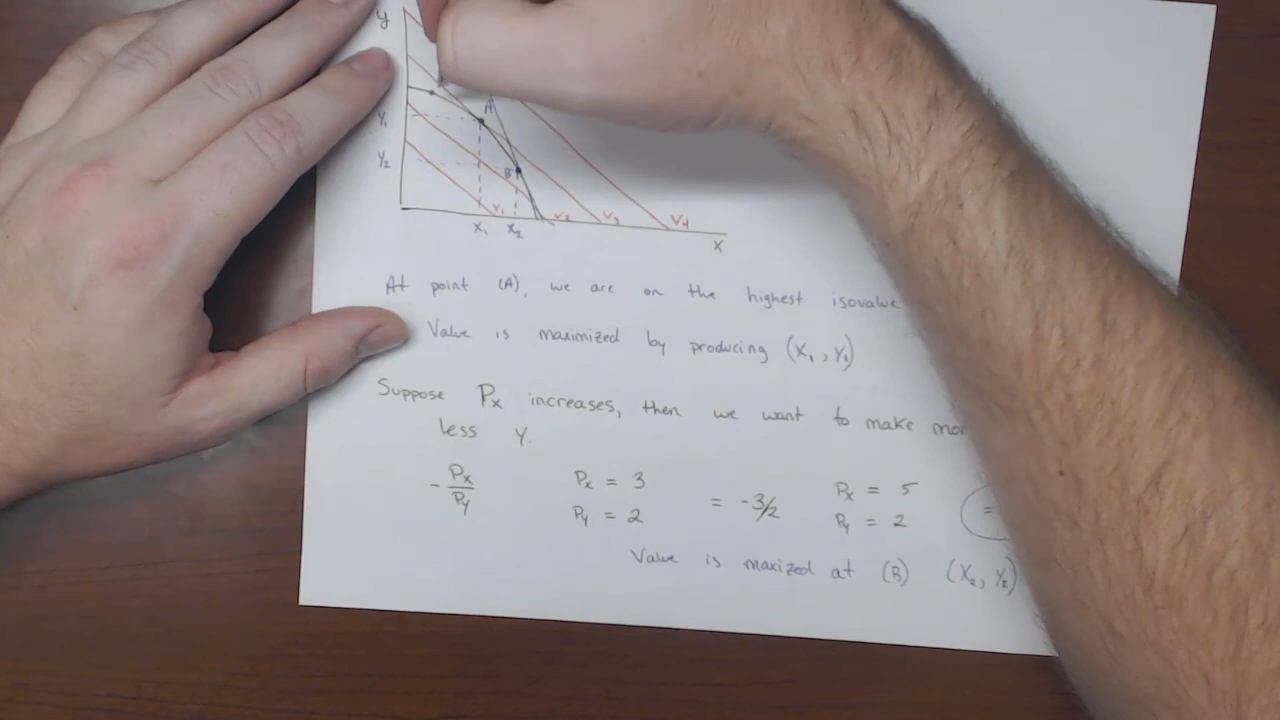 Y
A
Y₁
Y₂
B
V₁ V₂ V₃ V₄
X₁ X₂ X
At point (A), we are on the highest isovalue
Value is maximized by producing (X₁, Y₁)
Suppose Pₓ increases, then we want to make
less Y.
- Pₓ/Pᵧ Pₓ = 3 = -3/2 Pₓ = 5 =
Pᵧ = 2 Pᵧ = 2
Value is maxized at (B) (X₂, Y₂)